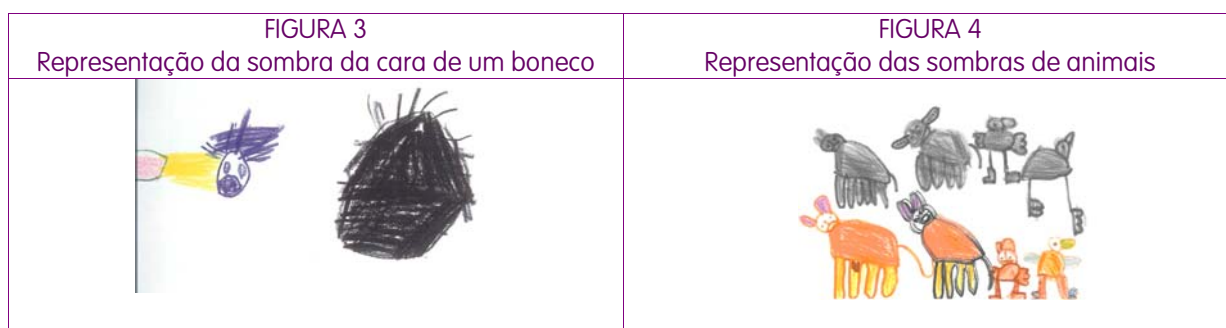 FIGURA 3
Representação da sombra da cara de um boneco
FIGURA 4
Representação das sombras de animais